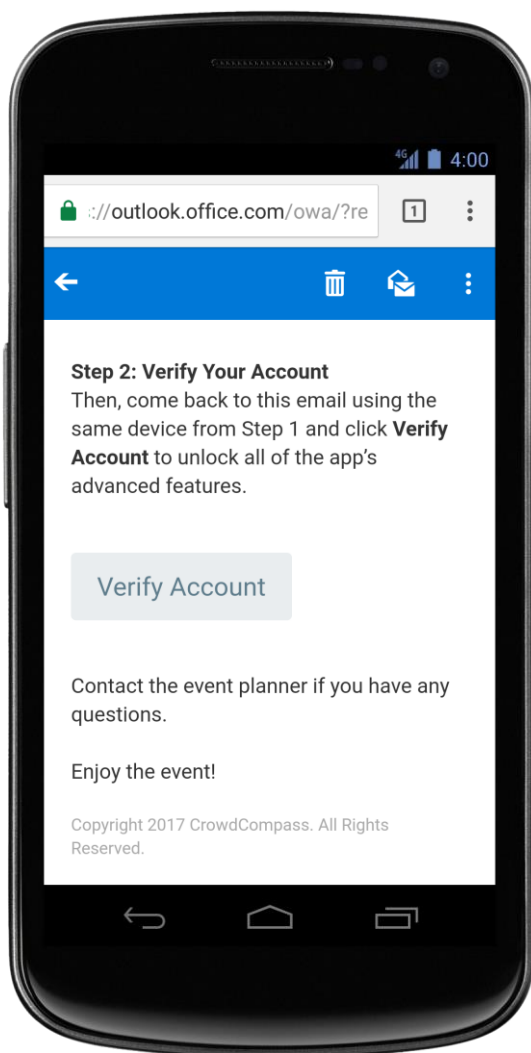 4G 4:00
://outlook.office.com/owa/?re 1
Step 2: Verify Your Account
Then, come back to this email using the
same device from Step 1 and click Verify
Account to unlock all of the app’s
advanced features.
Verify Account
Contact the event planner if you have any
questions.
Enjoy the event!
Copyright 2017 CrowdCompass. All Rights
Reserved.